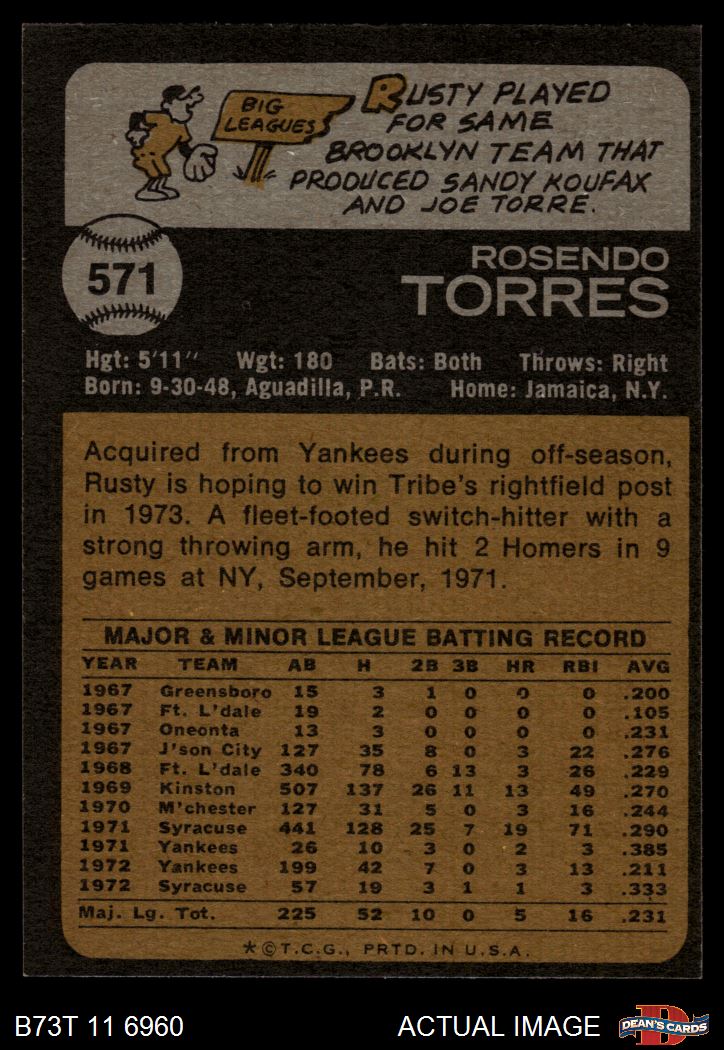 BIG
LEAGUES
RUSTY PLAYED
FOR SAME
BROOKLYN TEAM THAT
PRODUCED SANDY KOUFAX
AND JOE TORRE.
571
ROSENDO
TORRES
Hgt: 5'11" Wgt: 180 Bats: Both Throws: Right
Born: 9-30-48, Aguadilla, P.R. Home: Jamaica, N.Y.
Acquired from Yankees during off-season,
Rusty is hoping to win Tribe's rightfield post
in 1973. A fleet-footed switch-hitter with a
strong throwing arm, he hit 2 Homers in 9
games at NY, September, 1971.
MAJOR & MINOR LEAGUE BATTING RECORD
YEAR TEAM AB H 2B 3B HR RBI AVG
1967 Greensboro 15 3 1 0 0 0 .200
1967 Ft. L'dale 19 2 0 0 0 0 .105
1967 Oneonta 13 3 0 0 0 0 .231
1967 J'son City 127 35 8 0 3 22 .276
1968 Ft. L'dale 340 78 6 13 3 26 .229
1969 Kinston 507 137 26 11 13 49 .270
1970 M'chester 127 31 5 0 3 16 .244
1971 Syracuse 441 128 25 7 19 71 .290
1971 Yankees 26 10 3 0 2 3 .385
1972 Yankees 199 42 7 0 3 13 .211
1972 Syracuse 57 19 3 1 1 3 .333
Maj. Lg. Tot. 225 52 10 0 5 16 .231
*©T.C.G., PRTD. IN U.S.A.
B73T 11 6960 ACTUAL IMAGE
D
DEAN'S CARDS